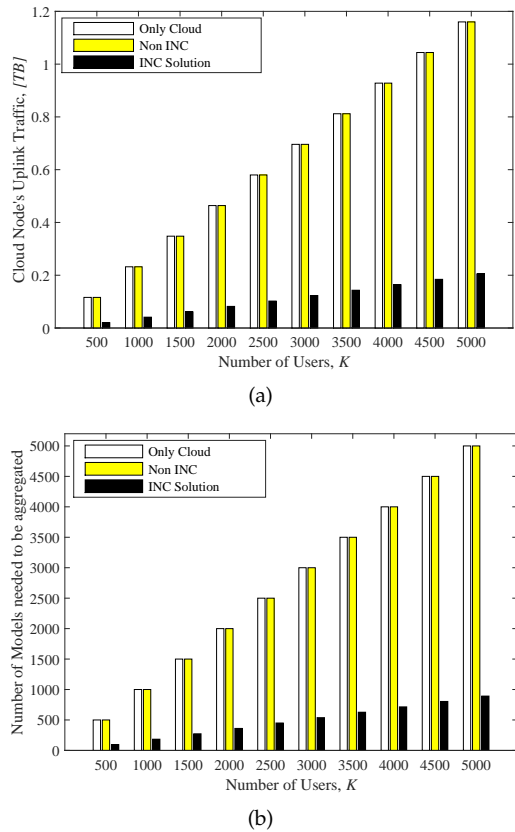 1.2
1
0.8
0.6
0.4
0.2
0
Cloud Node's Uplink Traffic, [TB]
Only Cloud
Non INC
INC Solution
500 1000 1500 2000 2500 3000 3500 4000 4500 5000
Number of Users, K
(a)
5000
4500
4000
3500
3000
2500
2000
1500
1000
500
0
Number of Models needed to be aggregated
Only Cloud
Non INC
INC Solution
500 1000 1500 2000 2500 3000 3500 4000 4500 5000
Number of Users, K
(b)